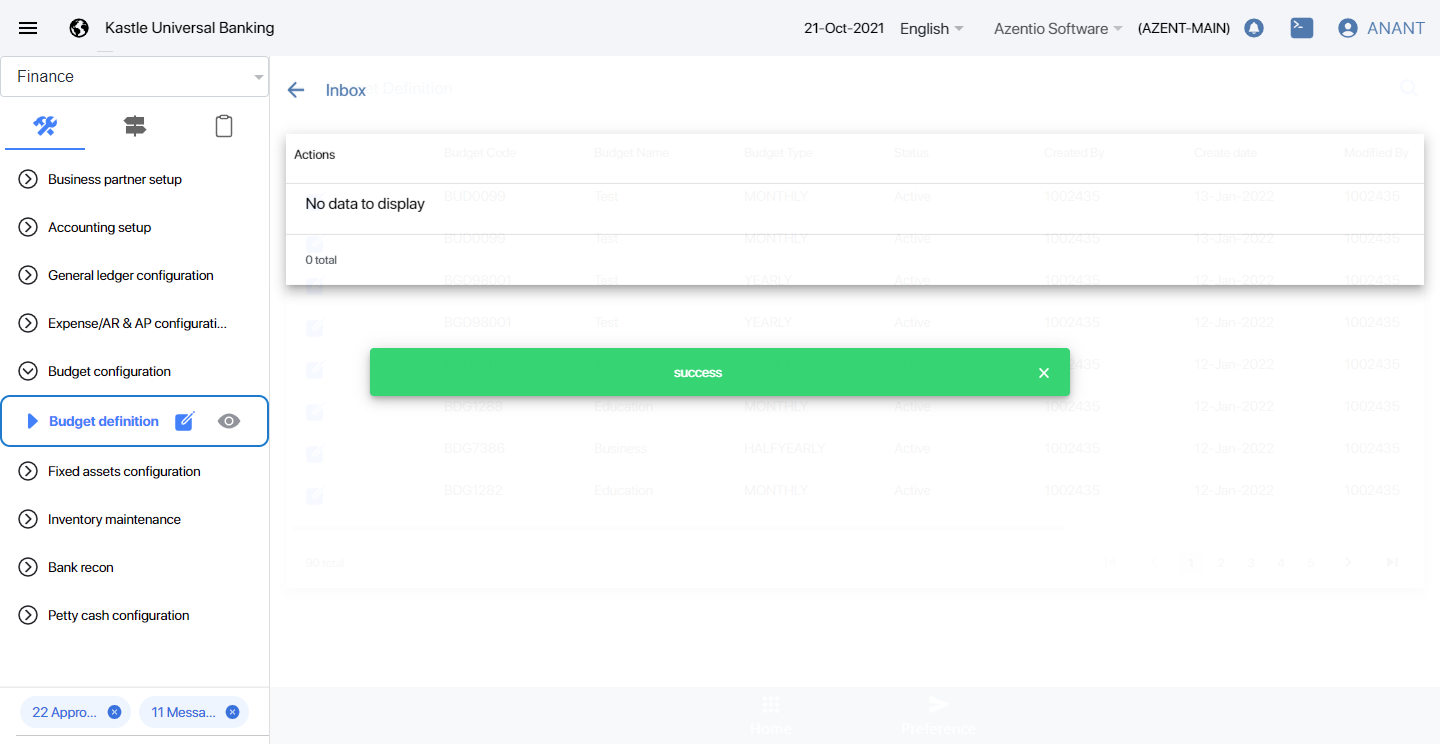 Kastle Universal Banking
21-Oct-2021
English
Azentio Software
(AZENT-MAIN)
ANANT
Finance
Inbox
Definition
Business partner setup
Accounting setup
General ledger configuration
Expense/AR & AP configurati...
Budget configuration
Budget definition
Fixed assets configuration
Inventory maintenance
Bank recon
Petty cash configuration
22 Appro...
11 Messa...
Actions
Budget Code
Budget Name
Budget Type
Status
Created By
Create date
Modified By
BUD0099 Test MONTHLY Active 1002435 13-Jan-2022 1002435
No data to display
BUD0099 Test MONTHLY Active 1002435 13-Jan-2022 1002435
0 total
BGD98001 Test YEARLY Active 1002435 12-Jan-2022 1002435
BGD98001 Test YEARLY Active 1002435 12-Jan-2022 1002435
success
12-Jan-2022 1002435
BDG1288 Education MONTHLY Active 1002435 12-Jan-2022 1002435
BDG7386 Business HALFYEARLY Active 1002435 12-Jan-2022 1002435
BDG1262 Education MONTHLY Active 1002435 12-Jan-2022 1002435
1 2 3 4 5
Home
Preference